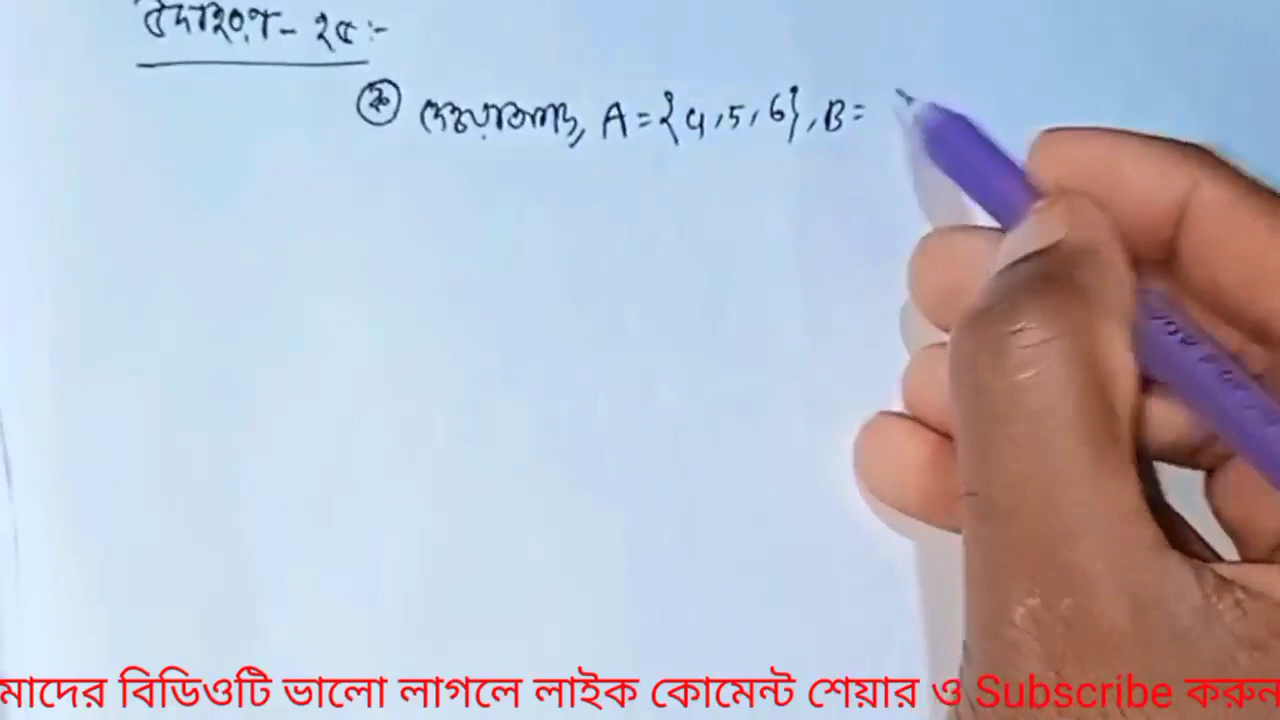 উদাহরণ - ২৫ :-
ক দেওয়া আছে, A = {4, 5, 6}, B =
মাদের বিডিওটি ভালো লাগলে লাইক কোমেন্ট শেয়ার ও Subscribe করুন